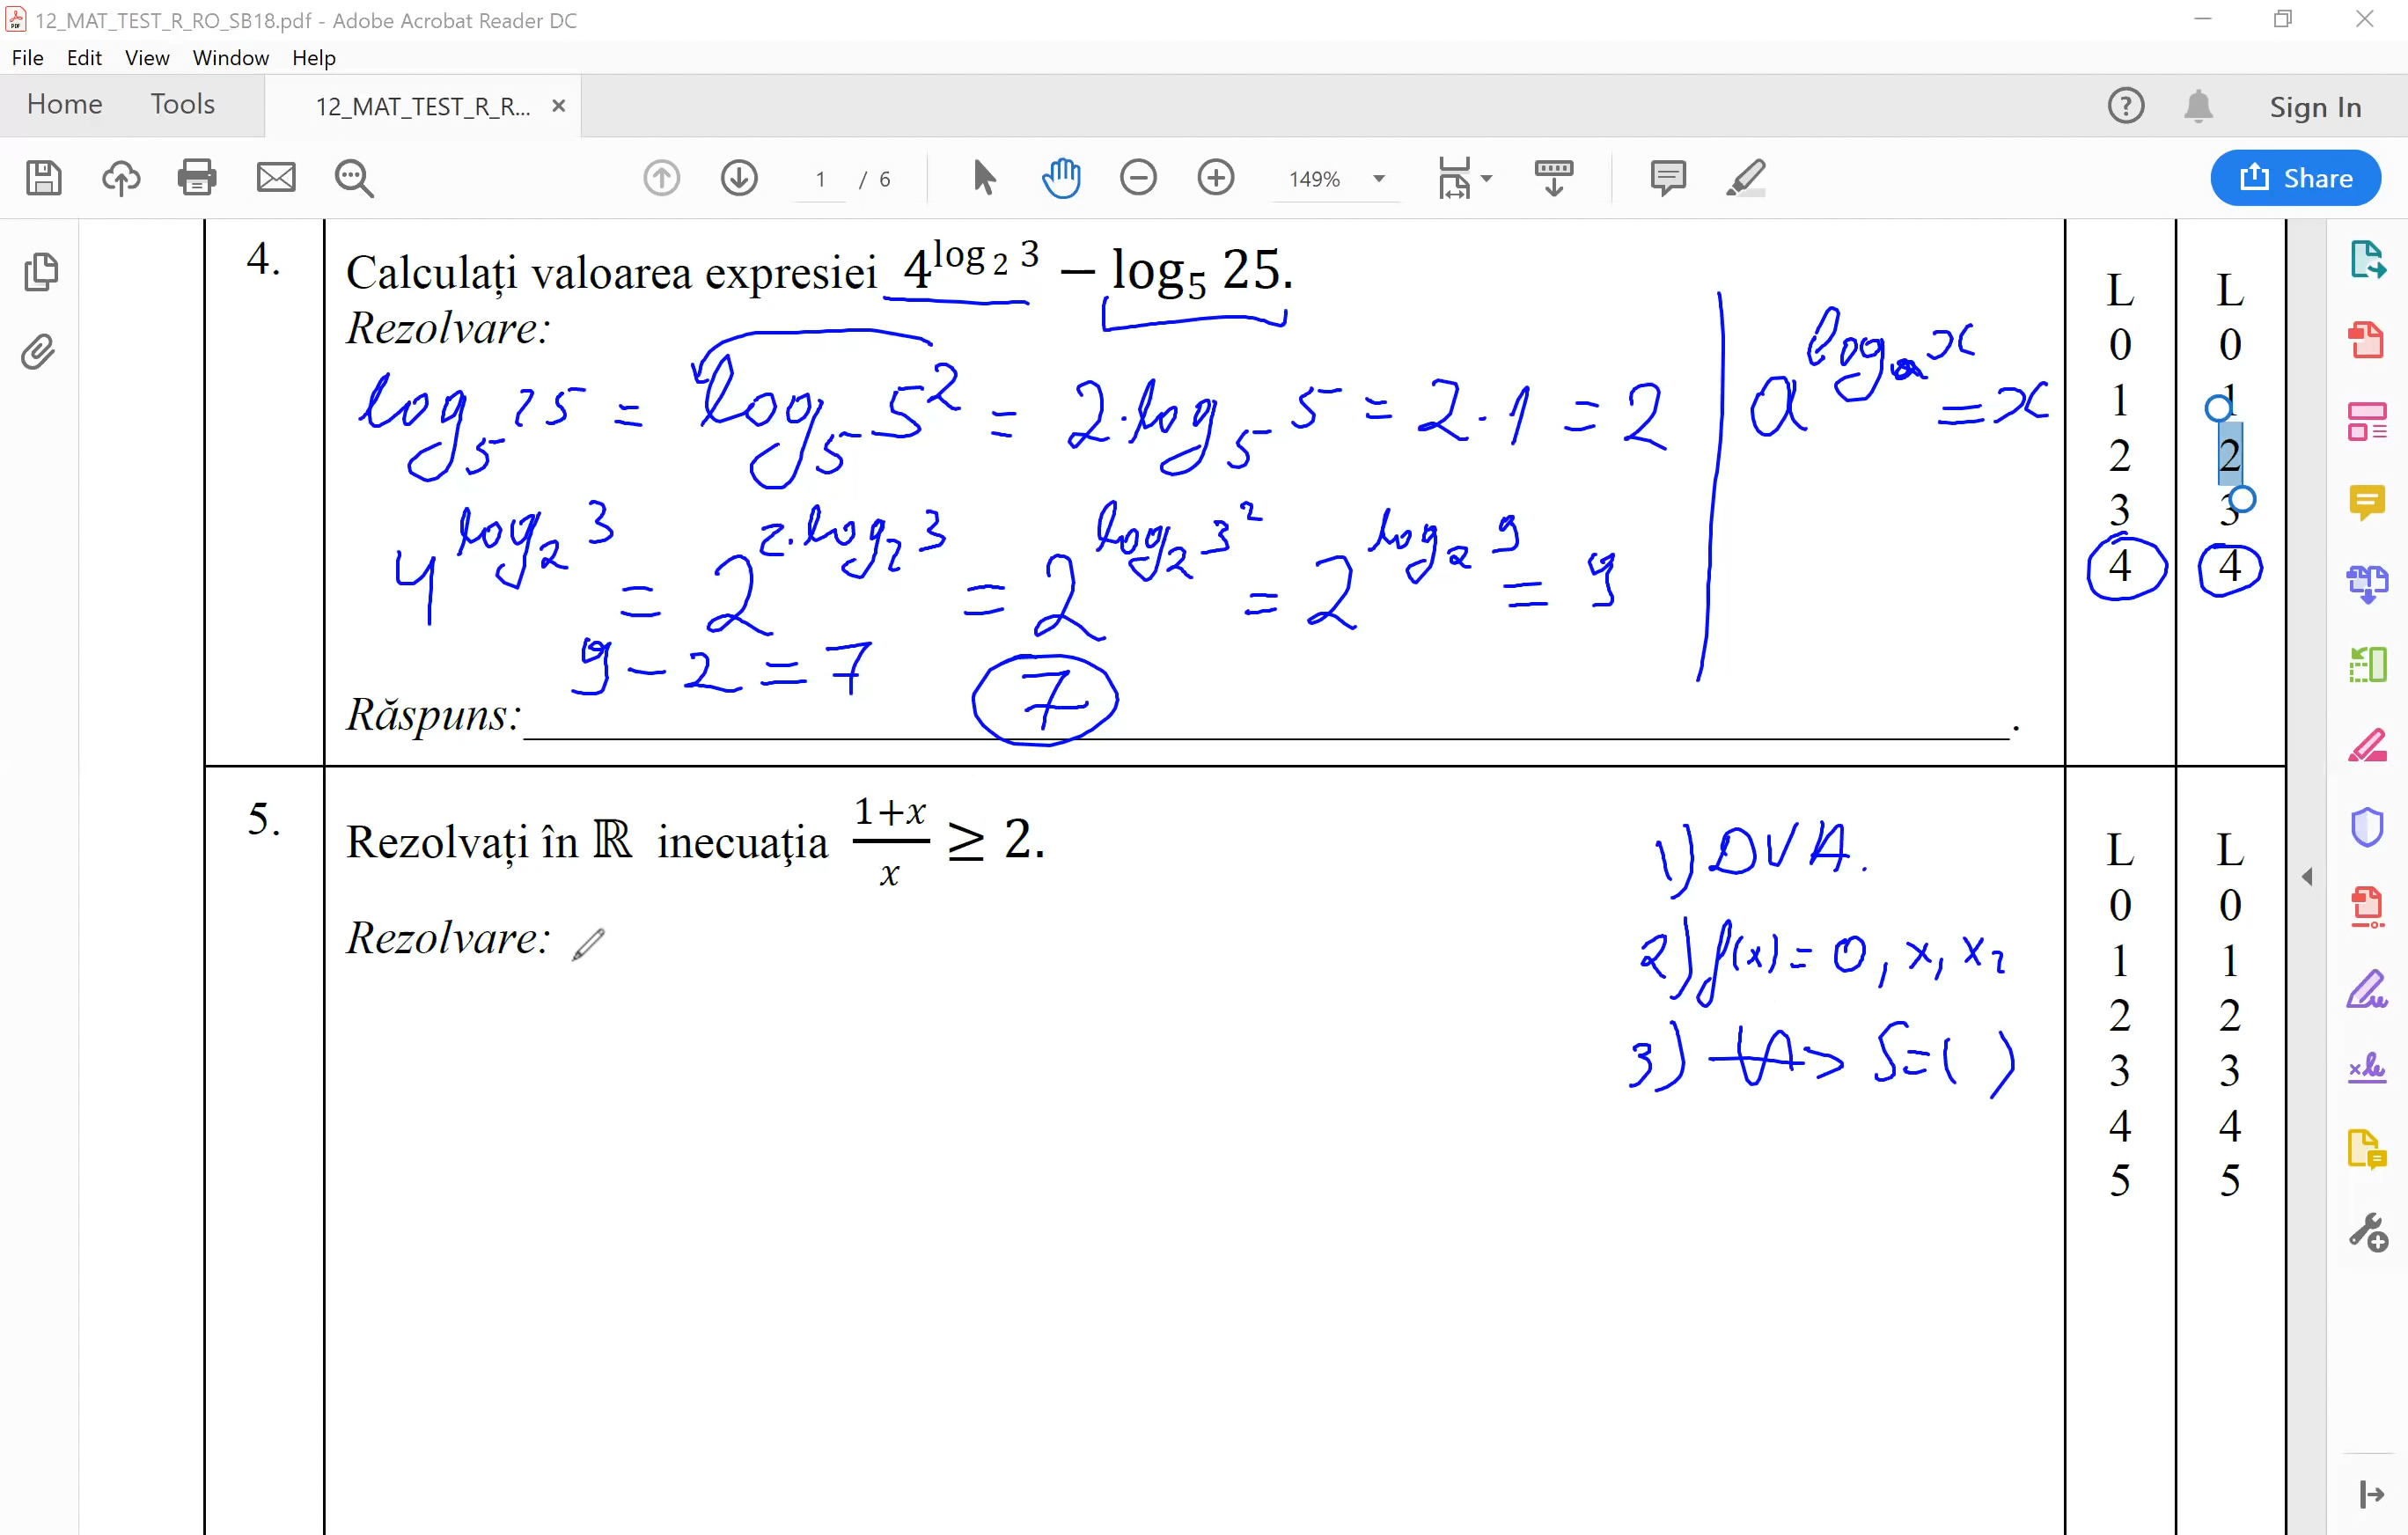 12_MAT_TEST_R_RO_SB18.pdf - Adobe Acrobat Reader DC
File Edit View Window Help
Home Tools 12_MAT_TEST_R_R... × Sign In
1 / 6 149% Share
4. Calculați valoarea expresiei 4^{log₂ 3} − log₅ 25.
Rezolvare:
log₅ 25 = log₅ 5² = 2·log₅ 5 = 2·1 = 2
a^{logₐ x} = x
4^{log₂ 3} = 2^{2·log₂ 3} = 2^{log₂ 3²} = 2^{log₂ 9} = 9
9 − 2 = 7 7
Răspuns: .
L L
0 0
1 1
2 2
3 3
4 4
5. Rezolvați în ℝ inecuaţia (1+x)/x ≥ 2.
Rezolvare:
1) DVA.
2) f(x) = 0, x₁ x₂
3) S=( )
L L
0 0
1 1
2 2
3 3
4 4
5 5